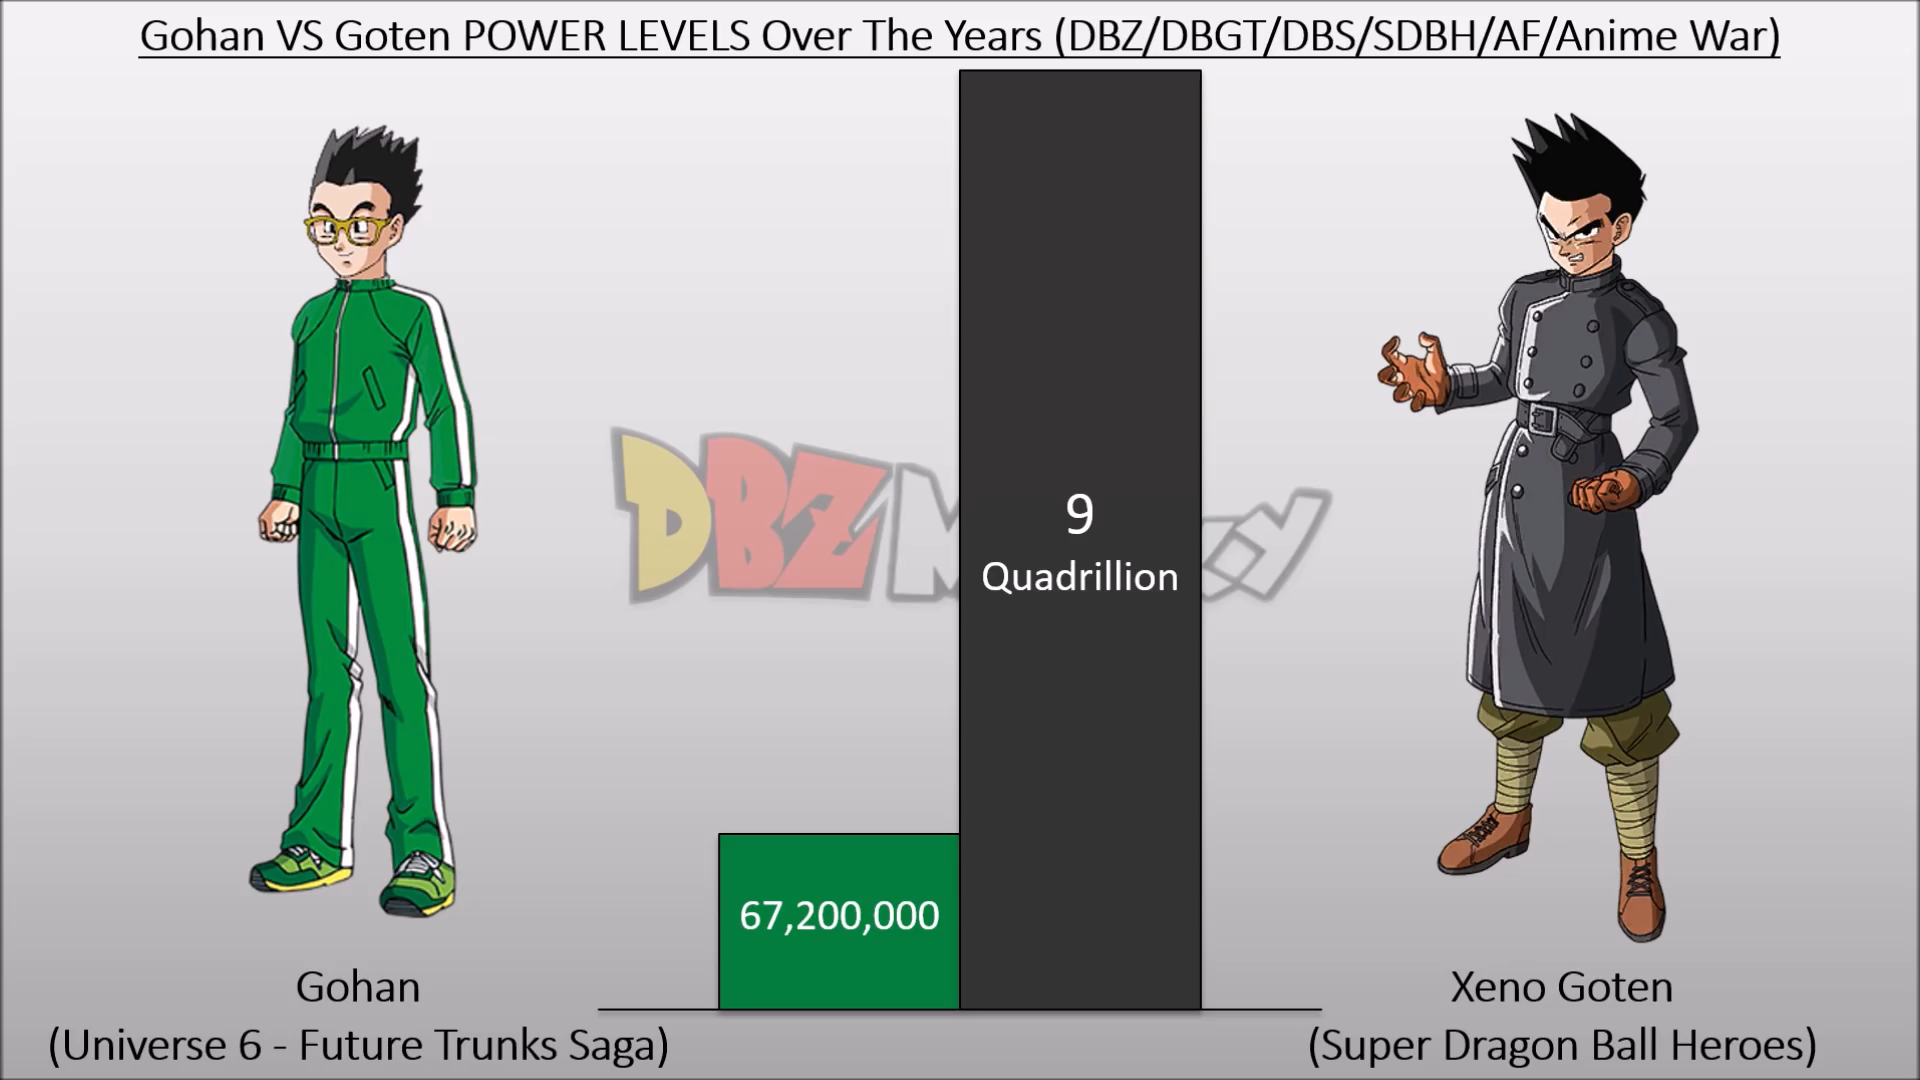 Gohan VS Goten POWER LEVELS Over The Years (DBZ/DBGT/DBS/SDBH/AF/Anime War)
DBZ
9
Quadrillion
67,200,000
Gohan
(Universe 6 - Future Trunks Saga)
Xeno Goten
(Super Dragon Ball Heroes)